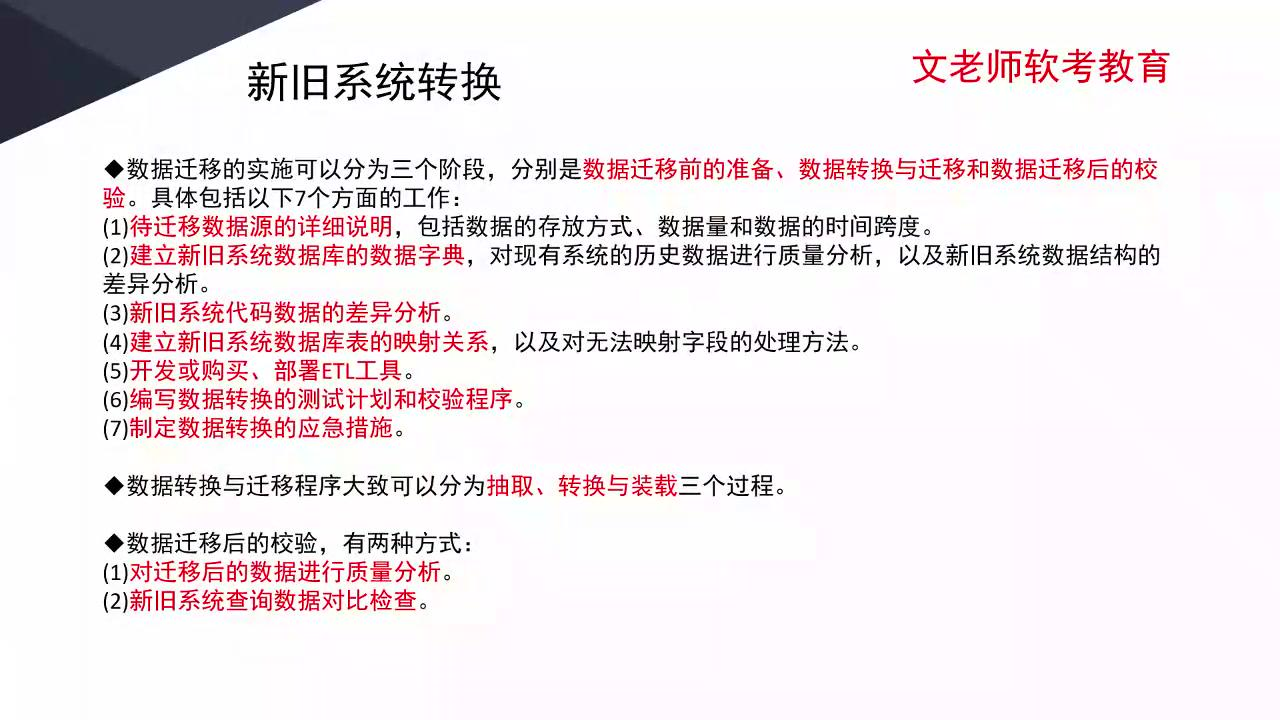 新旧系统转换
文老师软考教育
◆数据迁移的实施可以分为三个阶段，分别是数据迁移前的准备、数据转换与迁移和数据迁移后的校
验。具体包括以下7个方面的工作：
(1)待迁移数据源的详细说明，包括数据的存放方式、数据量和数据的时间跨度。
(2)建立新旧系统数据库的数据字典，对现有系统的历史数据进行质量分析，以及新旧系统数据结构的
差异分析。
(3)新旧系统代码数据的差异分析。
(4)建立新旧系统数据库表的映射关系，以及对无法映射字段的处理方法。
(5)开发或购买、部署ETL工具。
(6)编写数据转换的测试计划和校验程序。
(7)制定数据转换的应急措施。
◆数据转换与迁移程序大致可以分为抽取、转换与装载三个过程。
◆数据迁移后的校验，有两种方式：
(1)对迁移后的数据进行质量分析。
(2)新旧系统查询数据对比检查。